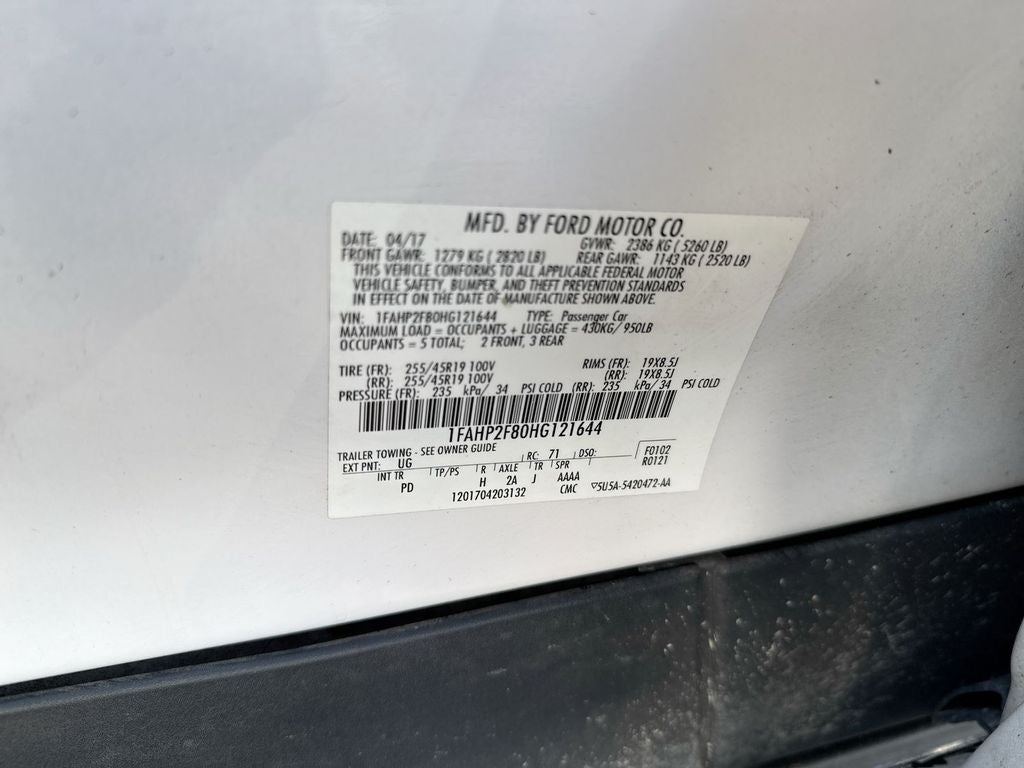 MFD. BY FORD MOTOR CO.
DATE: 04/17 GVWR: 2386 KG ( 5260 LB)
FRONT GAWR: 1279 KG ( 2820 LB) REAR GAWR: 1143 KG ( 2520 LB)
THIS VEHICLE CONFORMS TO ALL APPLICABLE FEDERAL MOTOR
VEHICLE SAFETY, BUMPER, AND THEFT PREVENTION STANDARDS
IN EFFECT ON THE DATE OF MANUFACTURE SHOWN ABOVE.
VIN: 1FAHP2F80HG121644 TYPE: Passenger Car
MAXIMUM LOAD = OCCUPANTS + LUGGAGE = 430KG/ 950LB
OCCUPANTS = 5 TOTAL; 2 FRONT, 3 REAR
TIRE (FR): 255/45R19 100V RIMS (FR): 19X8.5J
(RR): 255/45R19 100V (RR): 19X8.5J
PRESSURE (FR): 235 kPa/ 34 PSI COLD (RR): 235 kPa/ 34 PSI COLD
1FAHP2F80HG121644
TRAILER TOWING - SEE OWNER GUIDE
EXT PNT: UG RC: 71 DSO: F0102
INT TR TP/PS R AXLE TR SPR R0121
PD H 2A J AAAA
1201704203132 CMC ▽5U5A-5420472-AA